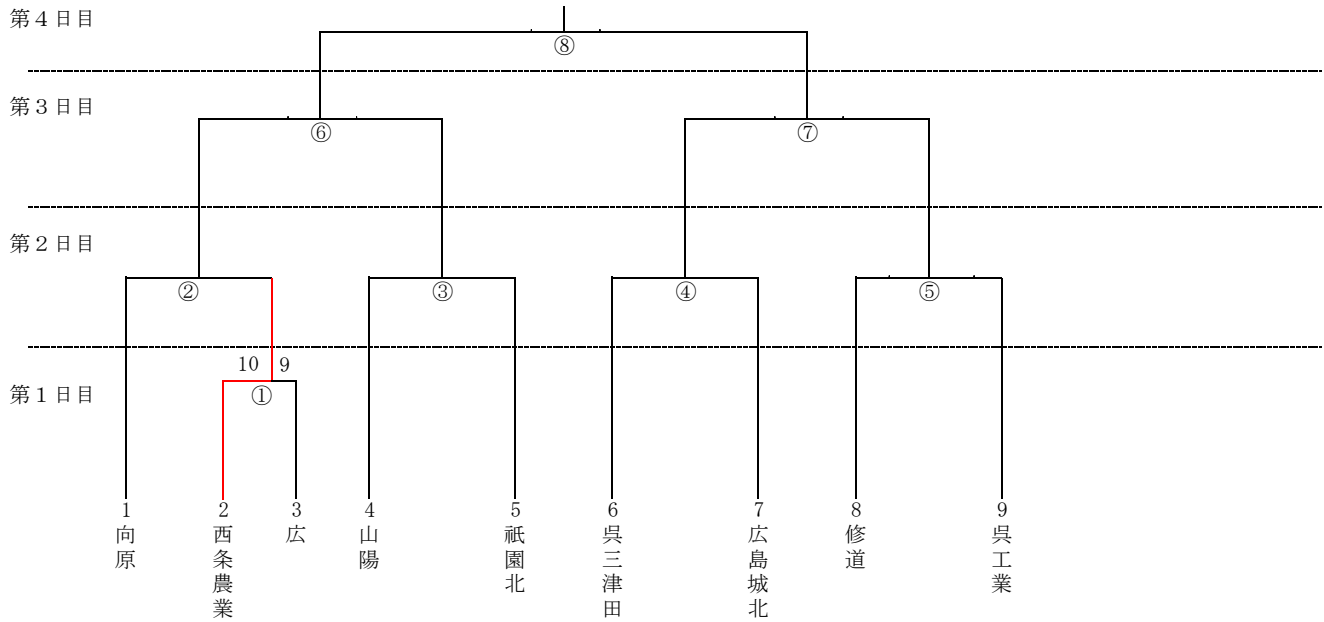 第４日目
⑧
第３日目
⑥
⑦
第２日目
②
③
④
⑤
10 9
第１日目
①
1 向原
2 西条農業
3 広
4 山陽
5 祇園北
6 呉三津田
7 広島城北
8 修道
9 呉工業